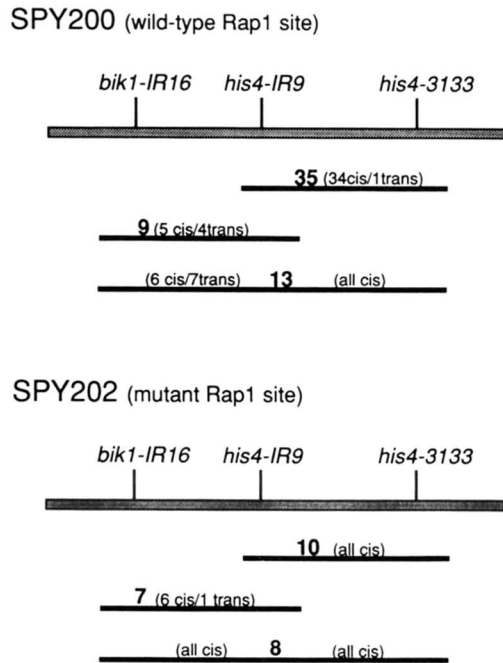 SPY200 (wild-type Rap1 site)
bik1-IR16 his4-IR9 his4-3133
35 (34cis/1trans)
9 (5 cis/4trans)
(6 cis/7trans) 13 (all cis)
SPY202 (mutant Rap1 site)
bik1-IR16 his4-IR9 his4-3133
10 (all cis)
7 (6 cis/1 trans)
(all cis) 8 (all cis)